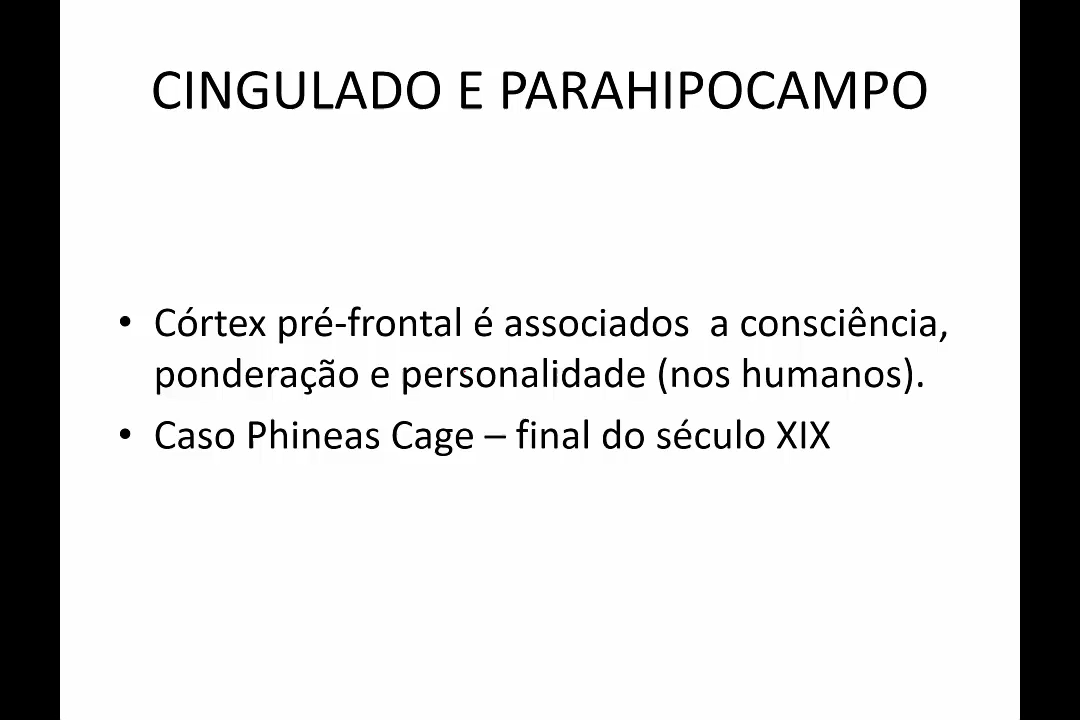 CINGULADO E PARAHIPOCAMPO
• Córtex pré-frontal é associados  a consciência,
ponderação e personalidade (nos humanos).
• Caso Phineas Cage – final do século XIX